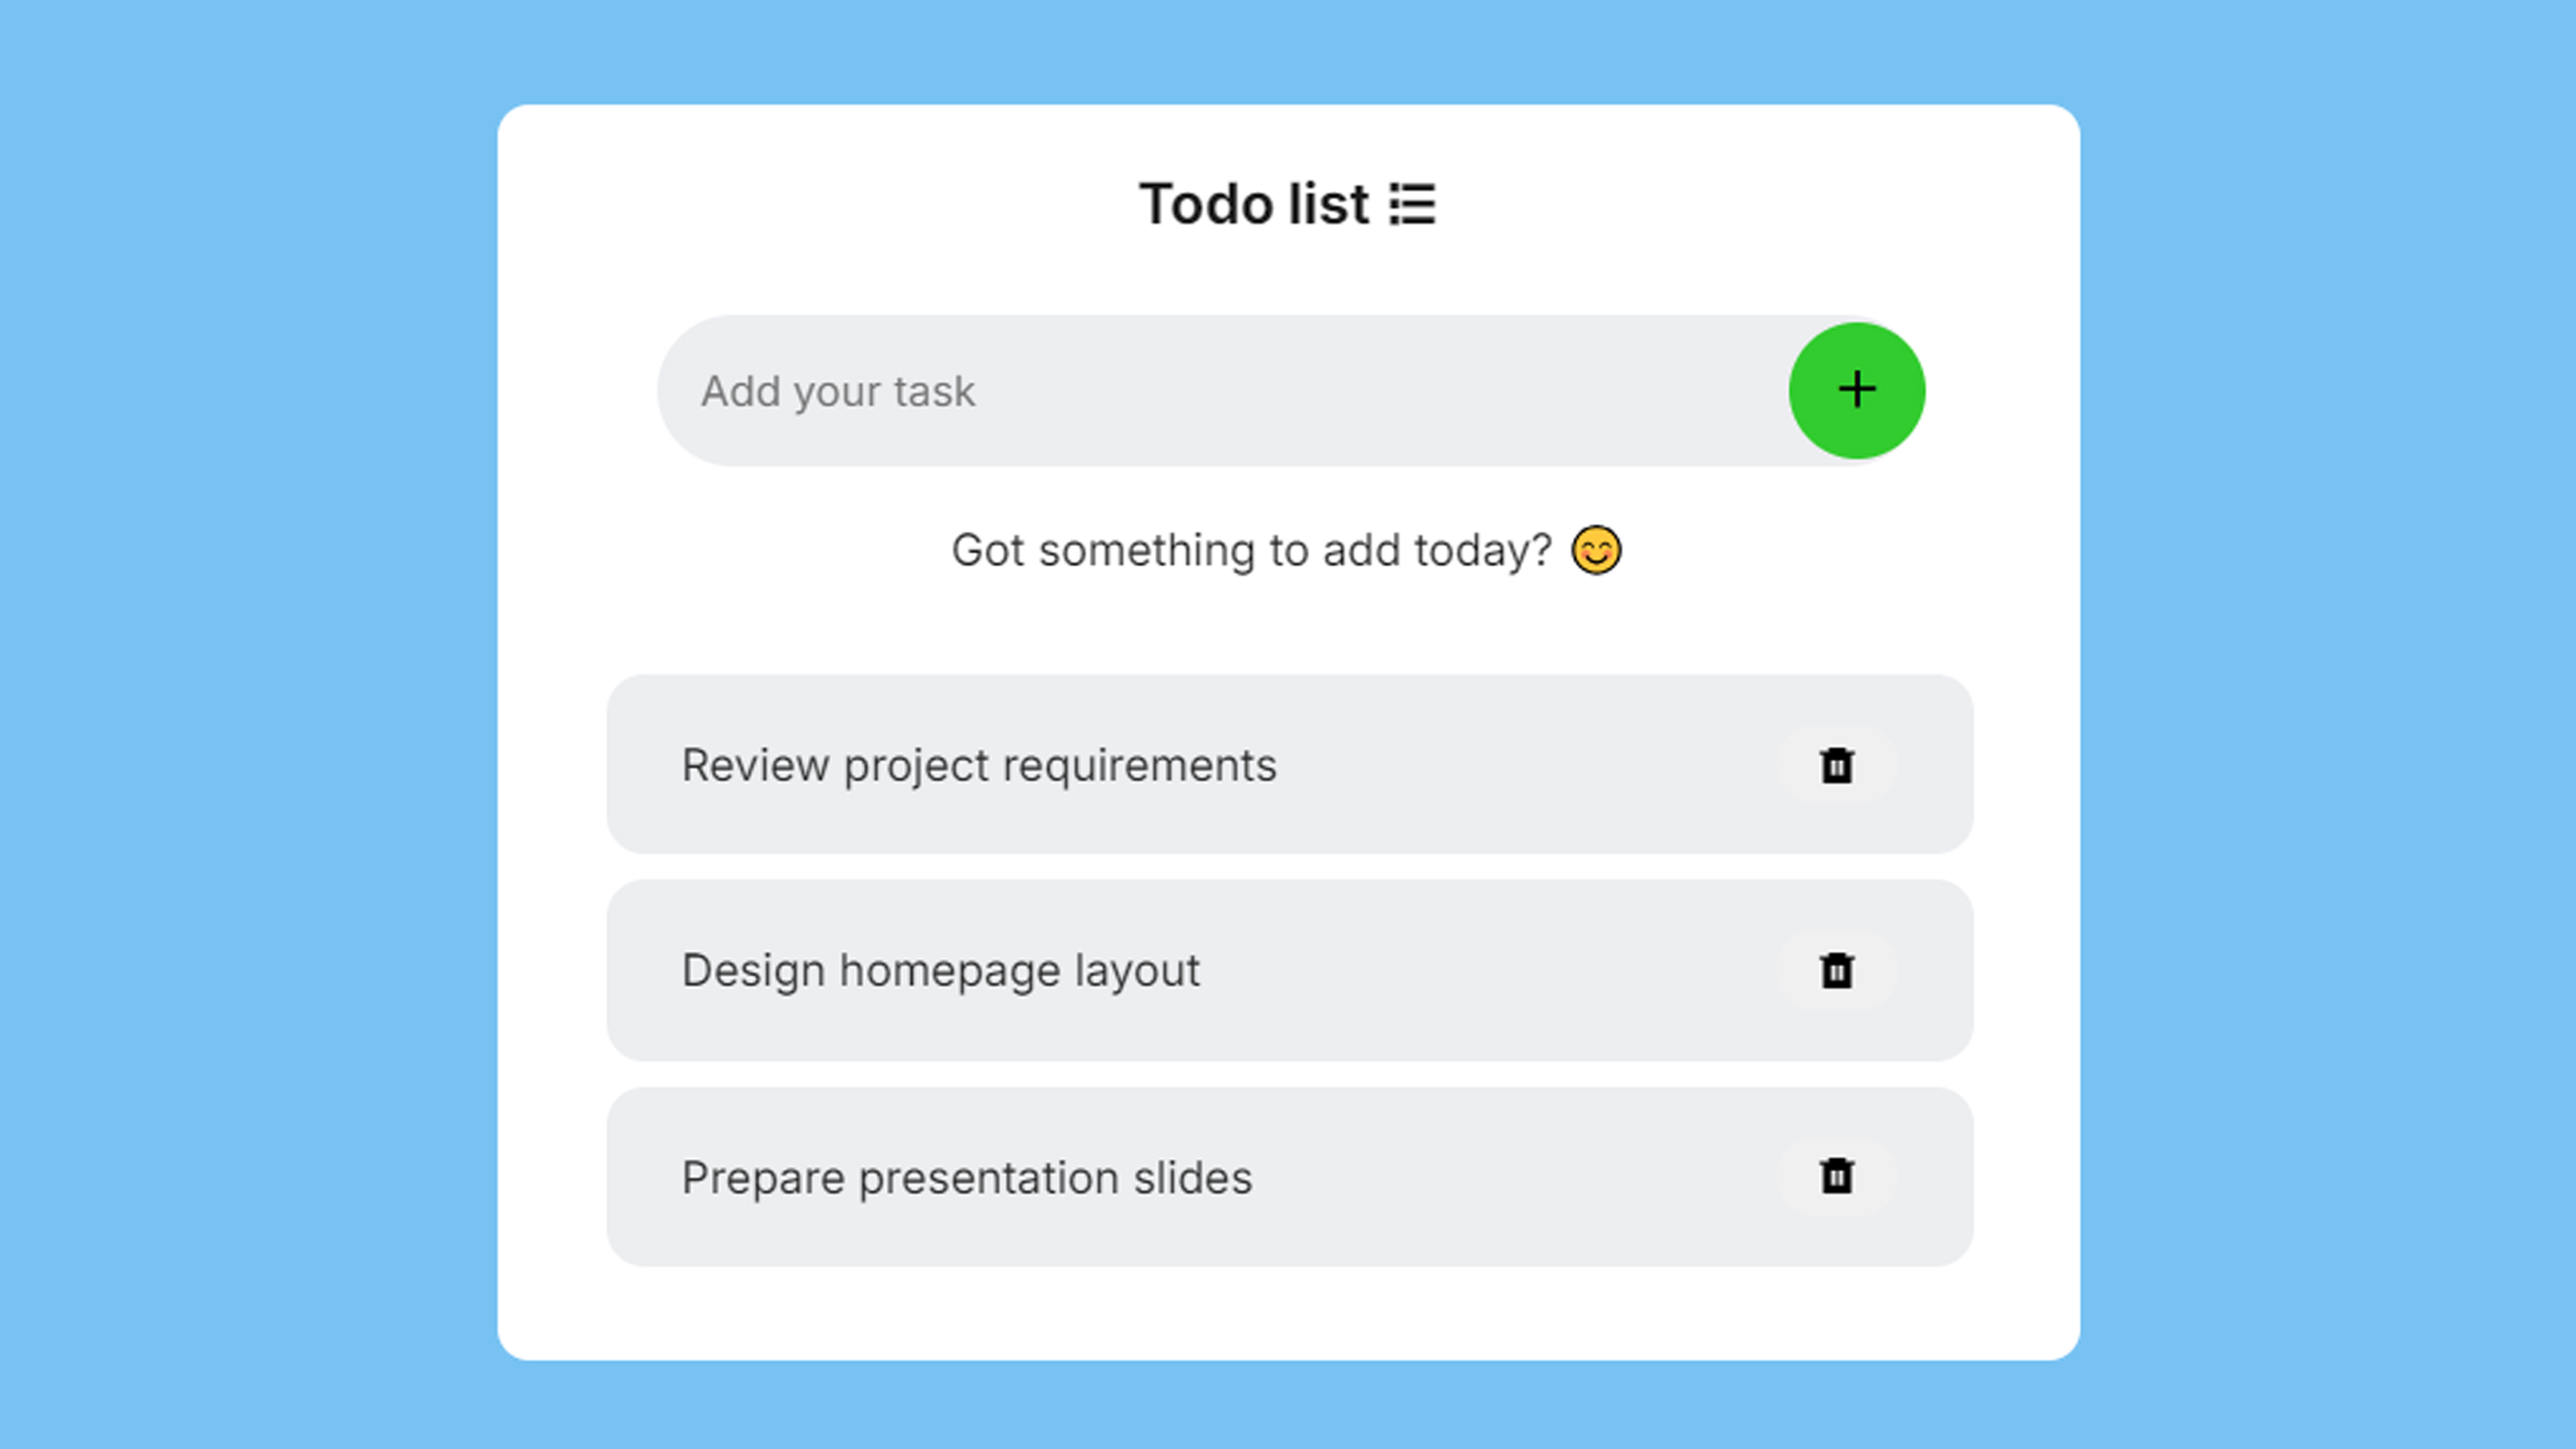 Todo list
Add your task
Got something to add today? 😊
Review project requirements
Design homepage layout
Prepare presentation slides